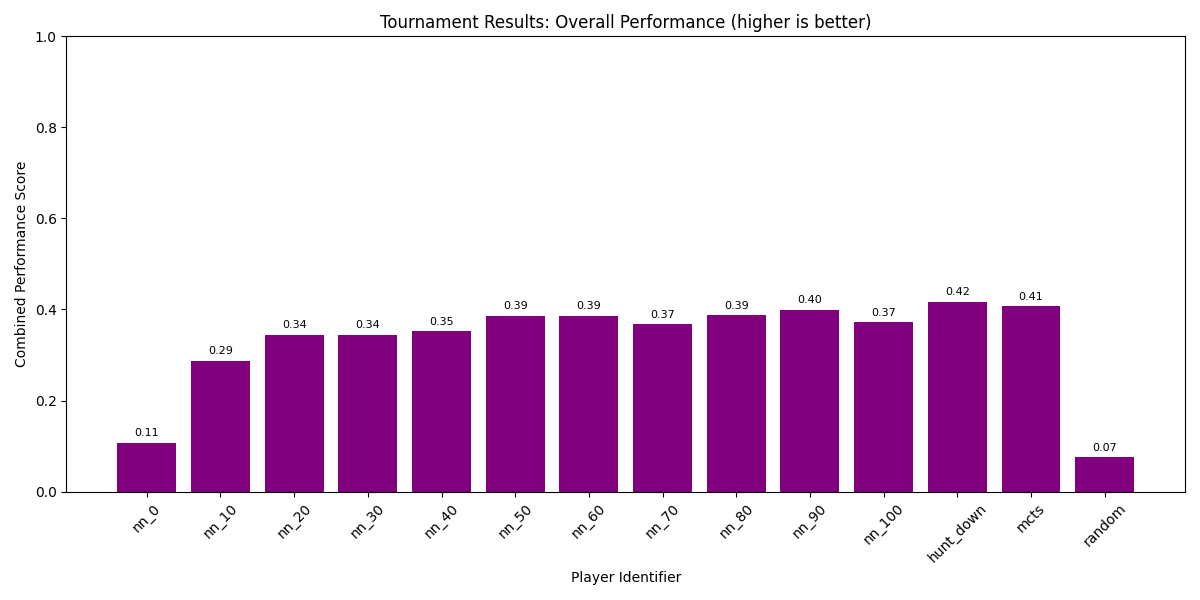 Tournament Results: Overall Performance (higher is better)
Combined Performance Score
1.0
0.8
0.6
0.4
0.2
0.0
0.11
0.29
0.34
0.34
0.35
0.39
0.39
0.37
0.39
0.40
0.37
0.42
0.41
0.07
nn_0
nn_10
nn_20
nn_30
nn_40
nn_50
nn_60
nn_70
nn_80
nn_90
nn_100
hunt_down
mcts
random
Player Identifier